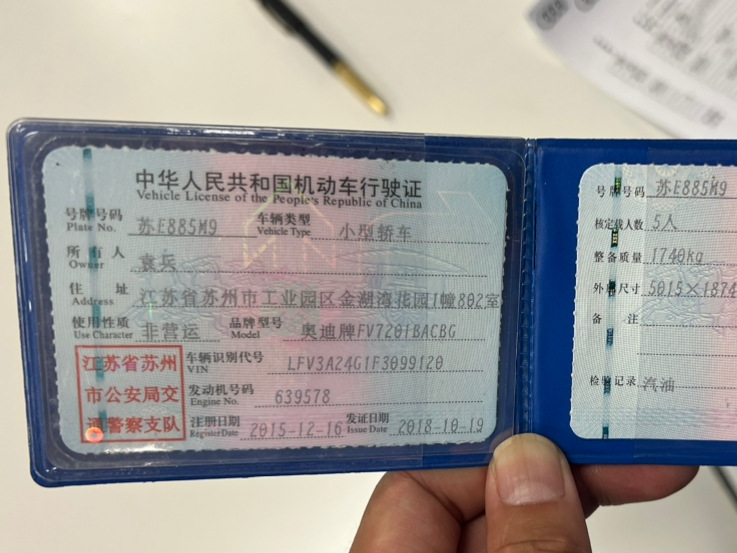 中华人民共和国机动车行驶证
Vehicle License of the People's Republic of China
号牌号码 Plate No. 苏E885M9 车辆类型 Vehicle Type 小型轿车
所有人 Owner 袁兵
住址 Address 江苏省苏州市工业园区金湖湾花园1幢802室
使用性质 Use Character 非营运 品牌型号 Model 奥迪牌FV7201BACBG
车辆识别代号 VIN LFV3A24G1F3099120
发动机号码 Engine No. 639578
注册日期 Register Date 2015-12-16 发证日期 Issue Date 2018-10-19
江苏省苏州
市公安局交
通警察支队
号牌号码 苏E885M9
核定载人数 5人
整备质量 1740kg
外廓尺寸 5015×1874
备注
检验记录 汽油